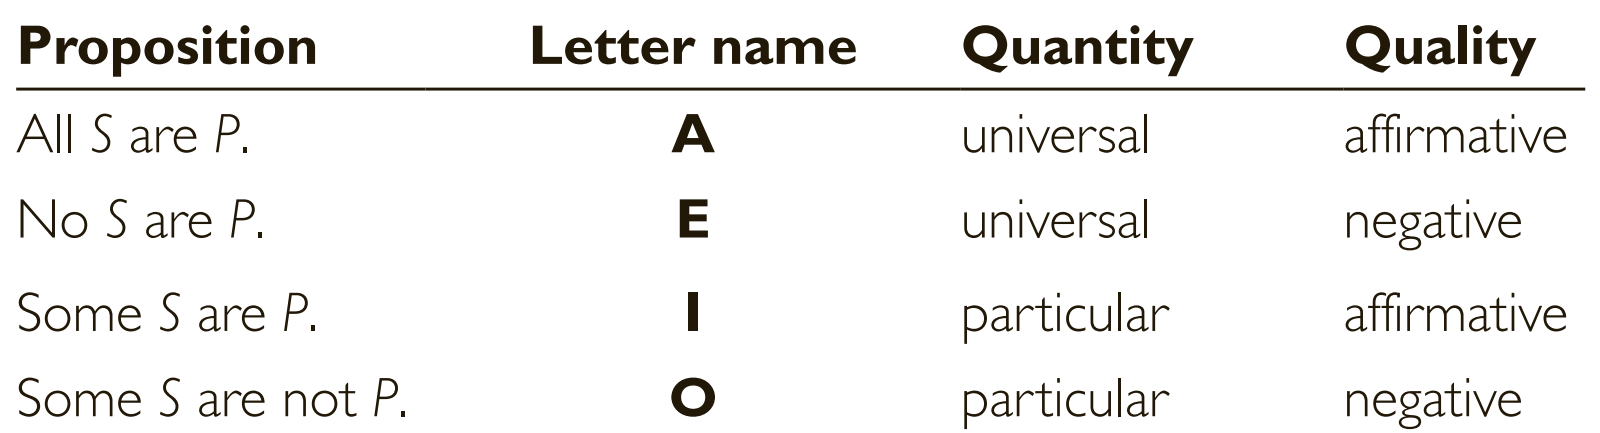 Proposition Letter name Quantity Quality
All S are P. A universal affirmative
No S are P. E universal negative
Some S are P. I particular affirmative
Some S are not P. O particular negative